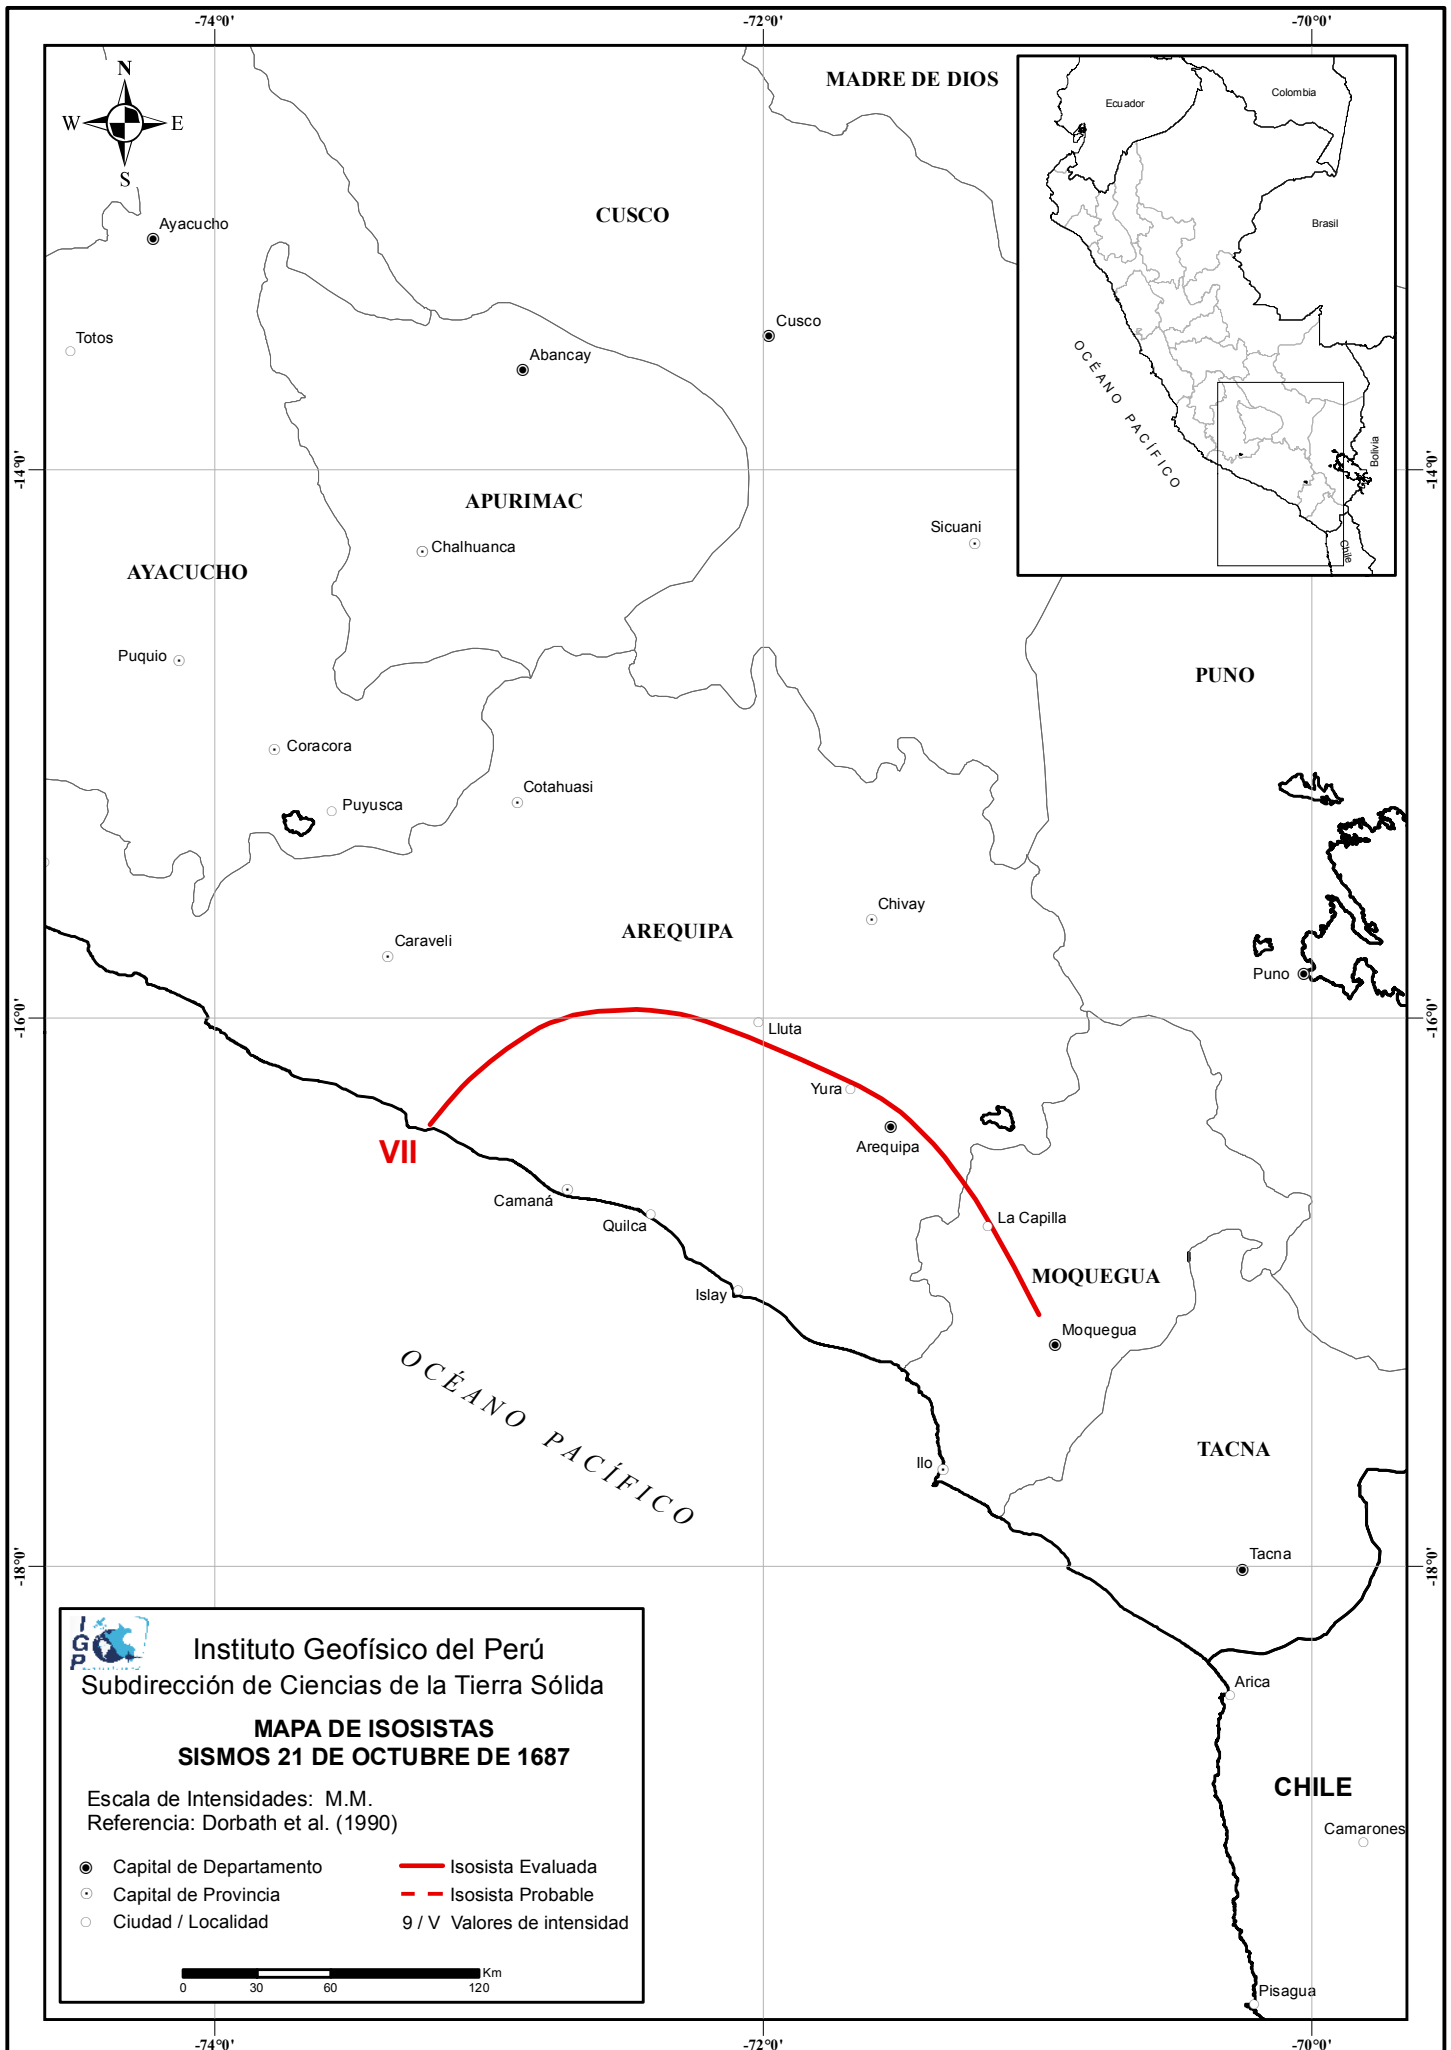 -74°0'
-72°0'
-70°0'
N
W
E
S
MADRE DE DIOS
Ecuador
Colombia
Brasil
OCÉANO PACÍFICO
Bolivia
Chile
CUSCO
Ayacucho
Totos
Cusco
Abancay
-14°0'
-14°0'
APURIMAC
Sicuani
Chalhuanca
AYACUCHO
Puquio
PUNO
Coracora
Cotahuasi
Puyusca
Chivay
AREQUIPA
Caraveli
Puno
-16°0'
-16°0'
Lluta
Yura
Arequipa
VII
Camaná
Quilca
La Capilla
Islay
MOQUEGUA
Moquegua
OCÉANO PACÍFICO
TACNA
Ilo
Tacna
-18°0'
-18°0'
IGP
Instituto Geofísico del Perú
Subdirección de Ciencias de la Tierra Sólida
MAPA DE ISOSISTAS
SISMOS 21 DE OCTUBRE DE 1687
Escala de Intensidades: M.M.
Referencia: Dorbath et al. (1990)
Capital de Departamento
Isosista Evaluada
Capital de Provincia
Isosista Probable
Ciudad / Localidad
9 / V Valores de intensidad
Km
0 30 60 120
Arica
CHILE
Camarones
Pisagua
-74°0'
-72°0'
-70°0'